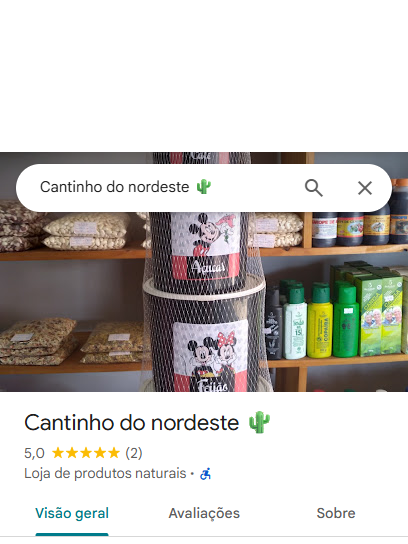 Café
Cantinho do nordeste 🌵
Açúcar
Feijão
Cantinho do nordeste 🌵
5,0 ★★★★★ (2)
Loja de produtos naturais · ♿
Visão geral Avaliações Sobre